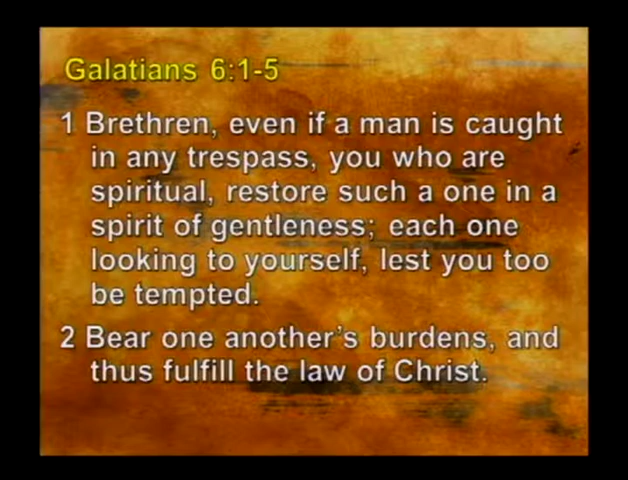 Galatians 6:1-5
1 Brethren, even if a man is caught
in any trespass, you who are
spiritual, restore such a one in a
spirit of gentleness; each one
looking to yourself, lest you too
be tempted.
2 Bear one another's burdens, and
thus fulfill the law of Christ.